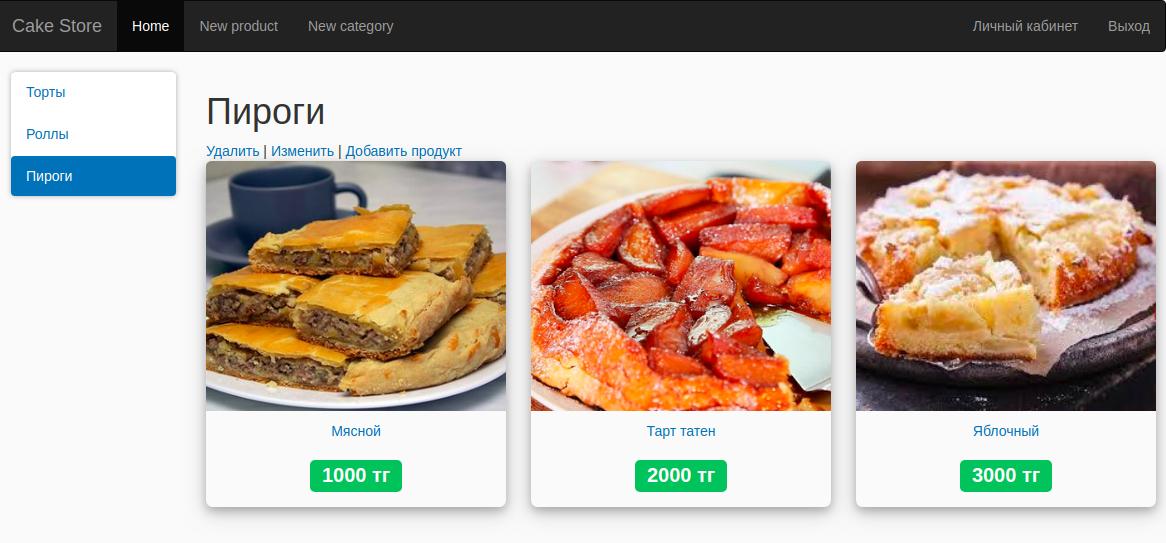 Cake Store Home New product New category Личный кабинет Выход
Торты
Роллы
Пироги
Пироги
Удалить | Изменить | Добавить продукт
Мясной Тарт татен Яблочный
1000 тг 2000 тг 3000 тг